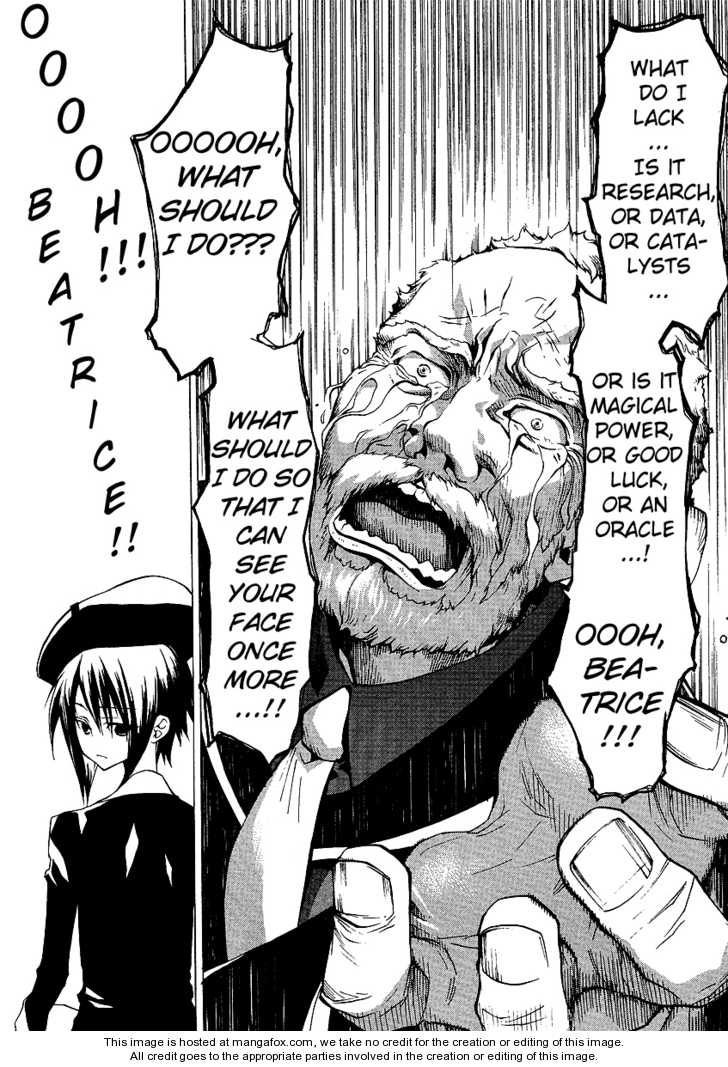 WHAT
DO I
LACK
...
IS IT
RESEARCH,
OR DATA,
OR CATA-
LYSTS
...
OR IS IT
MAGICAL
POWER,
OR GOOD
LUCK,
OR AN
ORACLE
...!
OOOH,
BEA-
TRICE
!!!
OOOOOH,
WHAT
SHOULD
I DO???
WHAT
SHOULD
I DO SO
THAT I
CAN
SEE
YOUR
FACE
ONCE
MORE
...!!
OOOOH!!!
BEATRICE!!
This image is hosted at mangafox.com, we take no credit for the creation or editing of this image.
All credit goes to the appropriate parties involved in the creation or editing of this image.